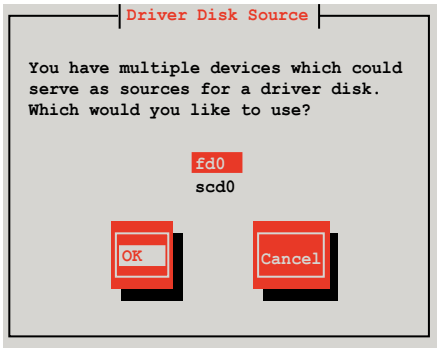 Driver Disk Source
You have multiple devices which could
serve as sources for a driver disk.
Which would you like to use?
fd0
scd0
OK
Cancel